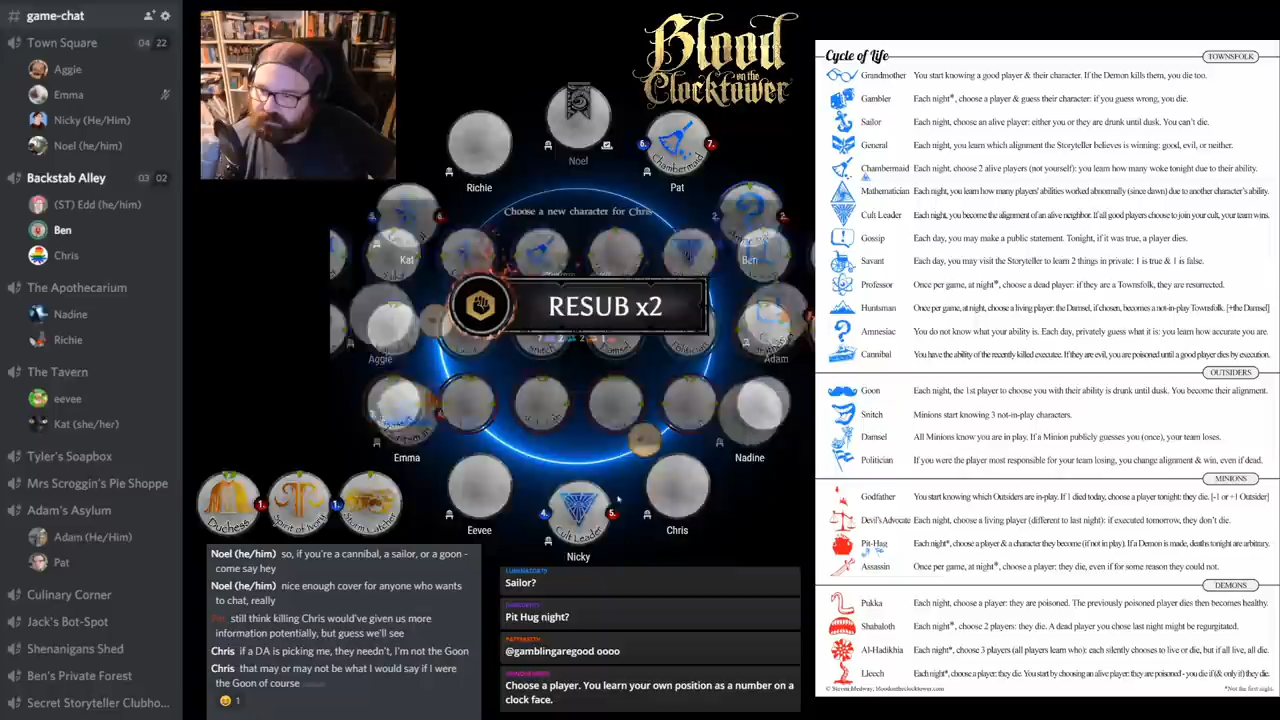 # game-chat
Town Square 04 22
Aggie
Emma
Nicky (He/Him)
Noel (he/him)
Backstab Alley 03 02
(ST) Edd (he/him)
Ben
Chris
The Apothecarium
Nadine
Richie
The Tavern
eevee
Kat (she/her)
Tyler's Soapbox
Mrs Scroggin's Pie Shoppe
Adam's Asylum
Adam (He/Him)
Pat
Culinary Corner
Jack's Bot-Spot
Shenanigans Shed
Ben's Private Forest
Secret Storyteller Clubho...
Blood
on the
Clocktower
Noel
Richie
6. Chambermaid 7.
Pat
Kat
Choose a new character for Chris
Ben
Aggie
RESUB x2
Adam
Emma
Nadine
Eevee
4. Cult Leader 5.
Nicky
Chris
Duchess 1.
Spirit of Ivory 1.
Noel (he/him) so, if you're a cannibal, a sailor, or a goon -
come say hey
Noel (he/him) nice enough cover for anyone who wants
to chat, really
Pat still think killing Chris would've given us more
information potentially, but guess we'll see
Chris if a DA is picking me, they needn't, I'm not the Goon
Chris that may or may not be what I would say if I were
the Goon of course
1
Sailor?
Pit Hug night?
@gamblingaregood oooo
Choose a player. You learn your own position as a number on a
clock face.
Cycle of Life
TOWNSFOLK
Grandmother You start knowing a good player & their character. If the Demon kills them, you die too.
Gambler Each night*, choose a player & guess their character: if you guess wrong, you die.
Sailor Each night, choose an alive player: either you or they are drunk until dusk. You can't die.
General Each night, you learn which alignment the Storyteller believes is winning: good, evil, or neither.
Chambermaid Each night, choose 2 alive players (not yourself): you learn how many woke tonight due to their ability.
Mathematician Each night, you learn how many players' abilities worked abnormally (since dawn) due to another character's ability.
Cult Leader Each night, you become the alignment of an alive neighbor. If all good players choose to join your cult, your team wins.
Gossip Each day, you may make a public statement. Tonight, if it was true, a player dies.
Savant Each day, you may visit the Storyteller to learn 2 things in private: 1 is true & 1 is false.
Professor Once per game, at night*, choose a dead player: if they are a Townsfolk, they are resurrected.
Huntsman Once per game, at night, choose a living player: the Damsel, if chosen, becomes a not-in-play Townsfolk. [+the Damsel]
Amnesiac You do not know what your ability is. Each day, privately guess what it is: you learn how accurate you are.
Cannibal You have the ability of the recently killed executee. If they are evil, you are poisoned until a good player dies by execution.
OUTSIDERS
Goon Each night, the 1st player to choose you with their ability is drunk until dusk. You become their alignment.
Snitch Minions start knowing 3 not-in-play characters.
Damsel All Minions know you are in play. If a Minion publicly guesses you (once), your team loses.
Politician If you were the player most responsible for your team losing, you change alignment & win, even if dead.
MINIONS
Godfather You start knowing which Outsiders are in-play. If 1 died today, choose a player tonight: they die. [-1 or +1 Outsider]
Devil's Advocate Each night, choose a living player (different to last night): if executed tomorrow, they don't die.
Pit-Hag Each night*, choose a player & a character they become (if not in play). If a Demon is made, deaths tonight are arbitrary.
Assassin Once per game, at night*, choose a player: they die, even if for some reason they could not.
DEMONS
Pukka Each night, choose a player: they are poisoned. The previously poisoned player dies then becomes healthy.
Shabaloth Each night*, choose 2 players: they die. A dead player you chose last night might be regurgitated.
Al-Hadikhia Each night*, choose 3 players (all players learn who): each silently chooses to live or die, but if all live, all die.
Lleech Each night*, choose a player: they die. You start by choosing an alive player: they are poisoned - you die if (& only if) they die.
© Steven Medway, bloodontheclocktower.com
*Not the first night.